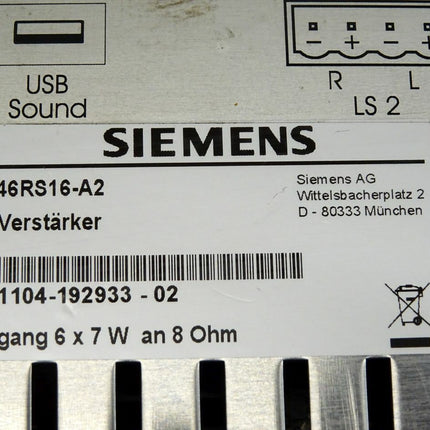 USB
Sound
- + - +
R L
LS 2
SIEMENS
46RS16-A2
Verstärker
Siemens AG
Wittelsbacherplatz 2
D - 80333 München
1104-192933 - 02
gang 6 x 7 W an 8 Ohm